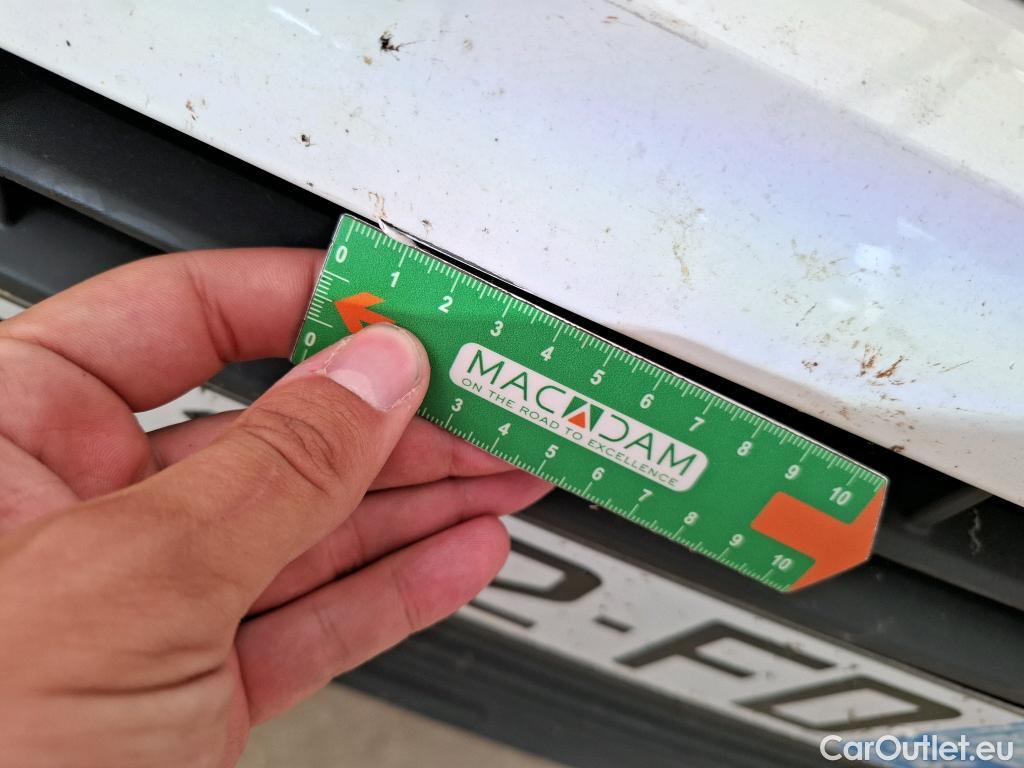 0 1 2 3 4 5 6 7 8 9 10
MACADAM
ON THE ROAD TO EXCELLENCE
0 3 4 5 6 7 8 9 10
-FD
CarOutlet.eu